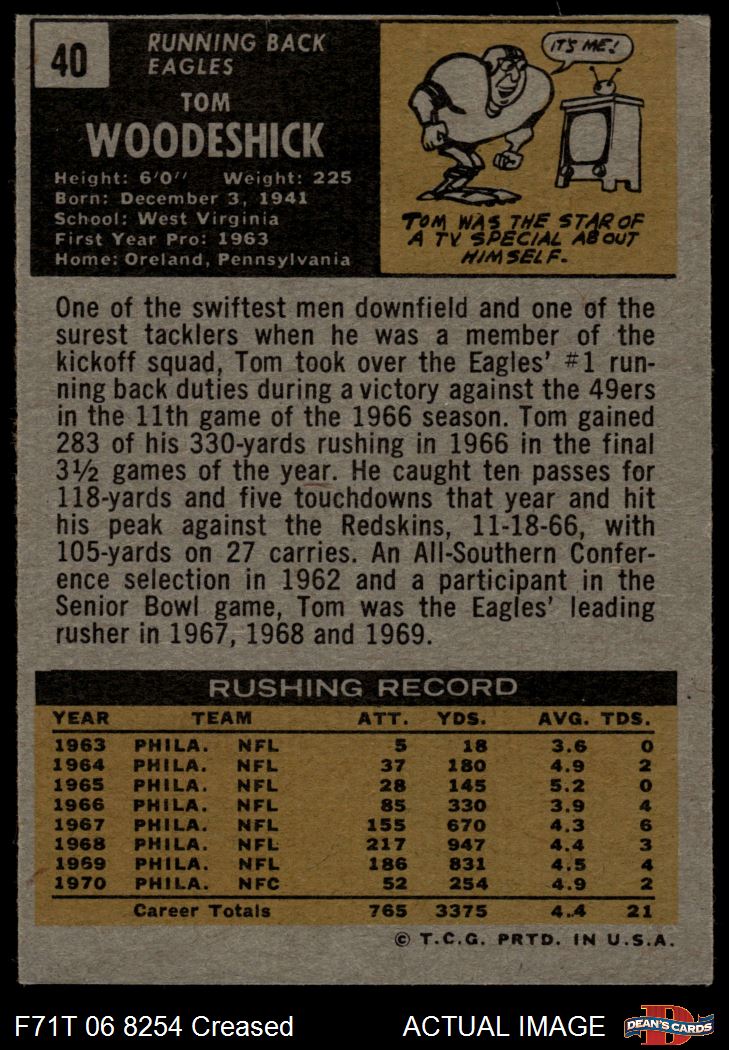 40
RUNNING BACK
EAGLES
TOM
WOODESHICK
Height: 6'0" Weight: 225
Born: December 3, 1941
School: West Virginia
First Year Pro: 1963
Home: Oreland, Pennsylvania
IT'S ME!
TOM WAS THE STAR OF
A TV SPECIAL ABOUT
HIMSELF.
One of the swiftest men downfield and one of the
surest tacklers when he was a member of the
kickoff squad, Tom took over the Eagles' #1 run-
ning back duties during a victory against the 49ers
in the 11th game of the 1966 season. Tom gained
283 of his 330-yards rushing in 1966 in the final
3½ games of the year. He caught ten passes for
118-yards and five touchdowns that year and hit
his peak against the Redskins, 11-18-66, with
105-yards on 27 carries. An All-Southern Confer-
ence selection in 1962 and a participant in the
Senior Bowl game, Tom was the Eagles' leading
rusher in 1967, 1968 and 1969.
RUSHING RECORD
YEAR TEAM ATT. YDS. AVG. TDS.
1963 PHILA. NFL 5 18 3.6 0
1964 PHILA. NFL 37 180 4.9 2
1965 PHILA. NFL 28 145 5.2 0
1966 PHILA. NFL 85 330 3.9 4
1967 PHILA. NFL 155 670 4.3 6
1968 PHILA. NFL 217 947 4.4 3
1969 PHILA. NFL 186 831 4.5 4
1970 PHILA. NFC 52 254 4.9 2
Career Totals 765 3375 4.4 21
© T.C.G. PRTD. IN U.S.A.
F71T 06 8254 Creased ACTUAL IMAGE
D
DEAN'S CARDS